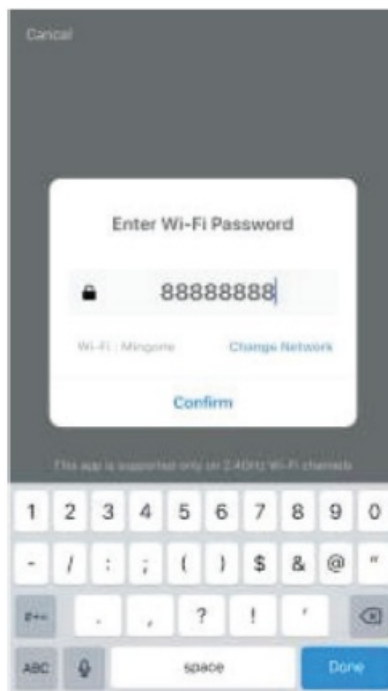 Cancel
Enter Wi-Fi Password
88888888
Wi-Fi : Mingone Change Network
Confirm
This app is supported only on 2.4GHz Wi-Fi channels
1 2 3 4 5 6 7 8 9 0
- / : ; ( ) $ & @ "
#+= . , ? ! '
ABC space Done